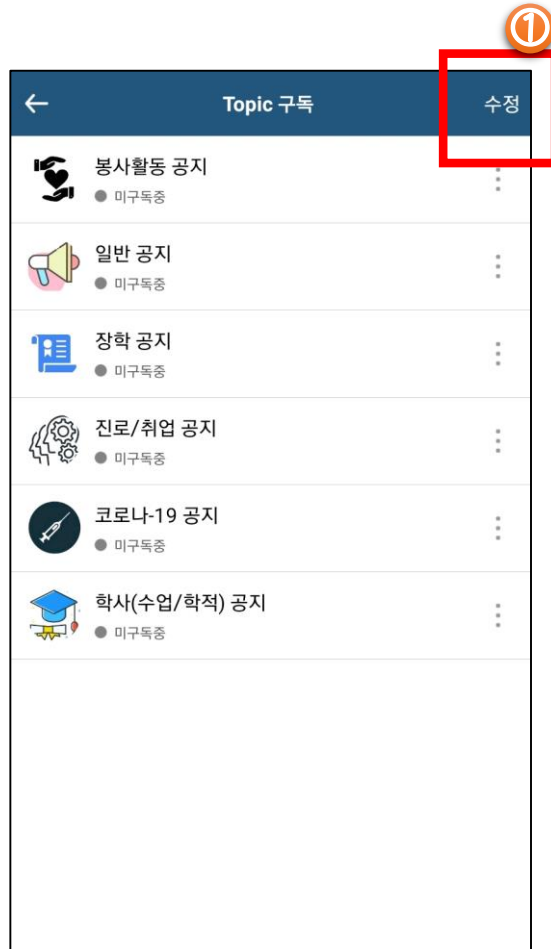 ①
Topic 구독
수정
봉사활동 공지
미구독중
일반 공지
미구독중
장학 공지
미구독중
진로/취업 공지
미구독중
코로나-19 공지
미구독중
학사(수업/학적) 공지
미구독중